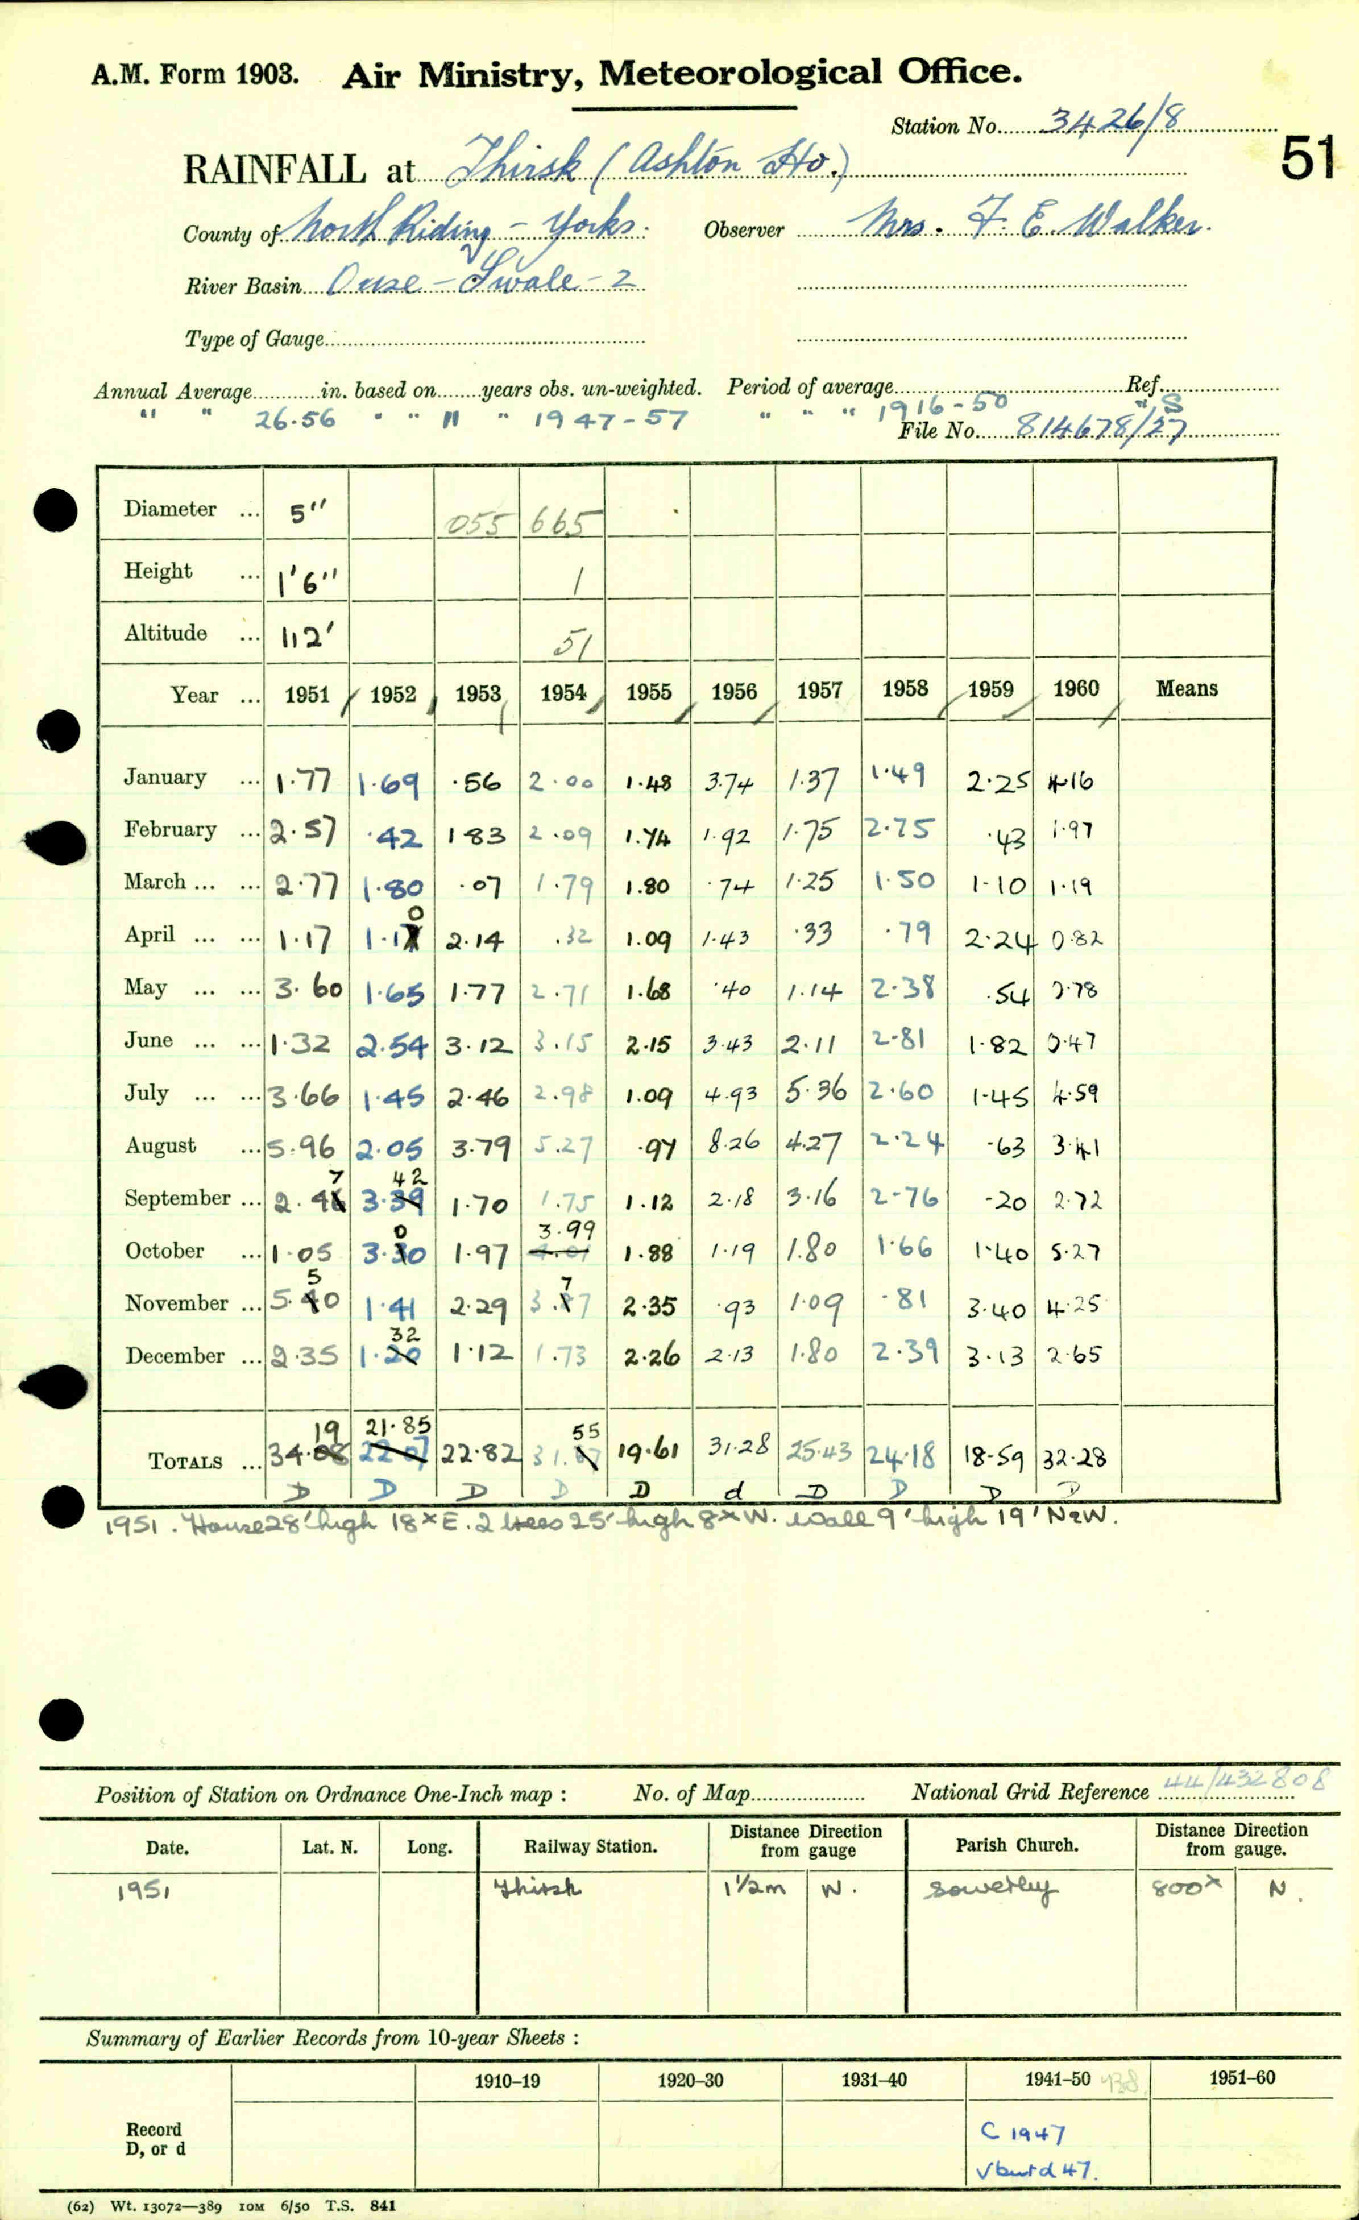 A.M. Form 1903. Air Ministry, Meteorological Office.
Station No. 3426/8
51
RAINFALL at Thirsk (Ashton Ho.)
County of North Riding - Yorks. Observer Mrs. F. E. Walker.
River Basin Ouse - Swale - 2
Type of Gauge
Annual Average in. based on years obs. un-weighted. Period of average Ref.
" " 26.56 " " 11 " 1947-57 " " " 1916-50 " S
File No. 814678/27
Diameter ... 5" 055 665
Height ... 1'6" 1
Altitude ... 112' 51
Year ... 1951 1952 1953 1954 1955 1956 1957 1958 1959 1960 Means
January ... 1.77 1.69 .56 2.00 1.48 3.74 1.37 1.49 2.25 4.16
February ... 2.57 .42 1.83 2.09 1.74 1.92 1.75 2.75 .43 1.97
March ... ... 2.77 1.80 .07 1.79 1.80 .74 1.25 1.50 1.10 1.19
April ... ... 1.17 1.10 2.14 .32 1.09 1.43 .33 .79 2.24 0.82
May ... ... 3.60 1.65 1.77 2.71 1.68 .40 1.14 2.38 .54 0.78
June ... ... 1.32 2.54 3.12 3.15 2.15 3.43 2.11 2.81 1.82 0.47
July ... ... 3.66 1.45 2.46 2.98 1.09 4.93 5.36 2.60 1.45 4.59
August ... 5.96 2.05 3.79 5.27 .97 8.26 4.27 2.24 .63 3.41
September ... 2.47 3.39 42 1.70 1.75 1.12 2.18 3.16 2.76 .20 2.72
October ... 1.05 3.00 1.97 4.01 3.99 1.88 1.19 1.80 1.66 1.40 5.27
November ... 5.50 1.41 2.29 3.77 2.35 .93 1.09 .81 3.40 4.25
December ... 2.35 1.20 32 1.12 1.73 2.26 2.13 1.80 2.39 3.13 2.65
TOTALS ... 34.08 19 22.07 21.85 22.82 31.55 19.61 31.28 25.43 24.18 18.59 32.28
D D D D D d D D D D
1951. House 28' high 18x E. 2 trees 25' high 8x W. Wall 9' high 19' N&W.
Position of Station on Ordnance One-Inch map : No. of Map National Grid Reference 44/432808
Date. Lat. N. Long. Railway Station. Distance Direction from gauge Parish Church. Distance Direction from gauge.
1951 Thirsk 1½m W. Sowerby 800x N.
Summary of Earlier Records from 10-year Sheets :
1910–19 1920–30 1931–40 1941–50 1951–60
Record D, or d
C 1947
V but d 47.
(62) Wt. 13072—389 10M 6/50 T.S. 841